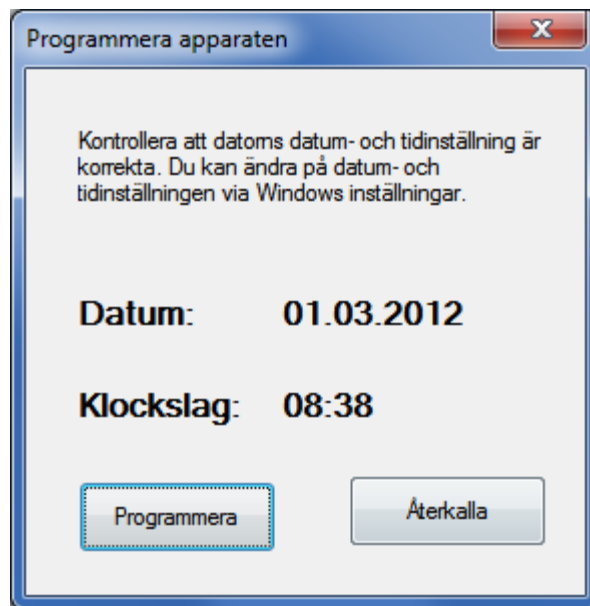 Programmera apparaten
Kontrollera att datorns datum- och tidinställning är
korrekta. Du kan ändra på datum- och
tidinställningen via Windows inställningar.
Datum: 01.03.2012
Klockslag: 08:38
Programmera Återkalla